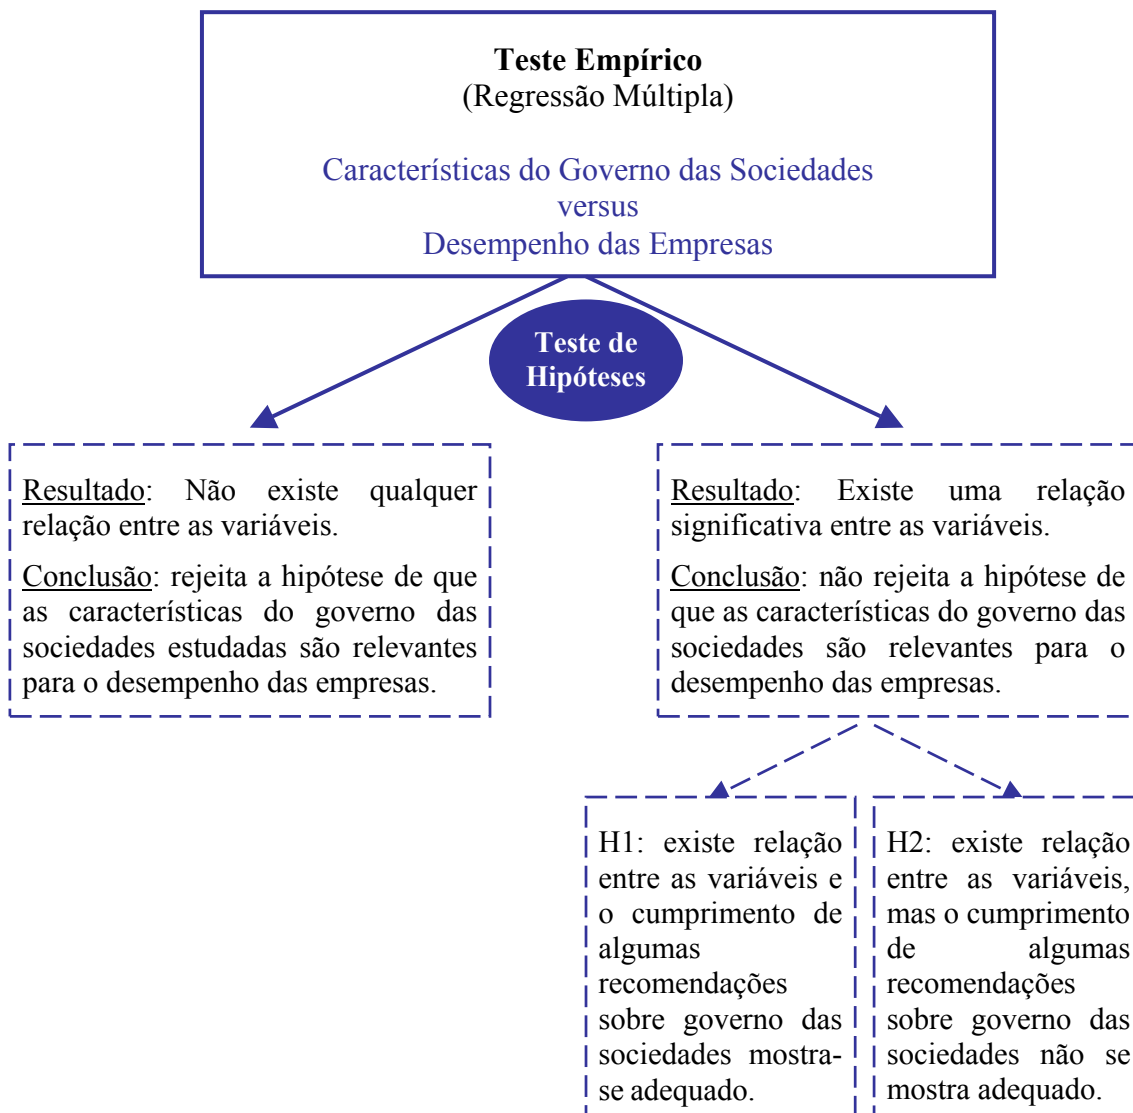 Teste Empírico
(Regressão Múltipla)
Características do Governo das Sociedades
versus
Desempenho das Empresas
Teste de
Hipóteses
Resultado: Não existe qualquer
relação entre as variáveis.
Conclusão: rejeita a hipótese de que
as características do governo das
sociedades estudadas são relevantes
para o desempenho das empresas.
Resultado: Existe uma relação
significativa entre as variáveis.
Conclusão: não rejeita a hipótese de
que as características do governo das
sociedades são relevantes para o
desempenho das empresas.
H1: existe relação
entre as variáveis e
o cumprimento de
algumas
recomendações
sobre governo das
sociedades mostra-
se adequado.
H2: existe relação
entre as variáveis,
mas o cumprimento
de algumas
recomendações
sobre governo das
sociedades não se
mostra adequado.